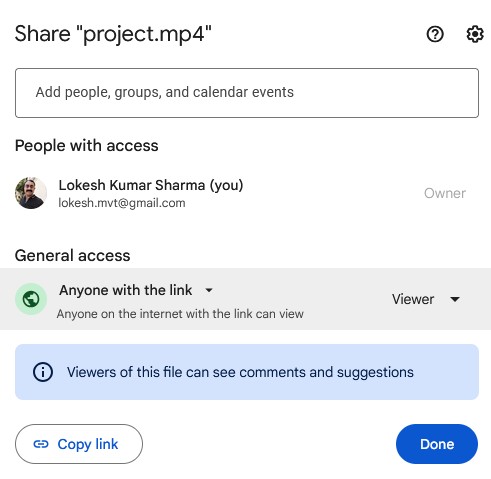 Share "project.mp4"
Add people, groups, and calendar events
People with access
Lokesh Kumar Sharma (you)
lokesh.mvt@gmail.com
Owner
General access
Anyone with the link
Anyone on the internet with the link can view
Viewer
Viewers of this file can see comments and suggestions
Copy link
Done